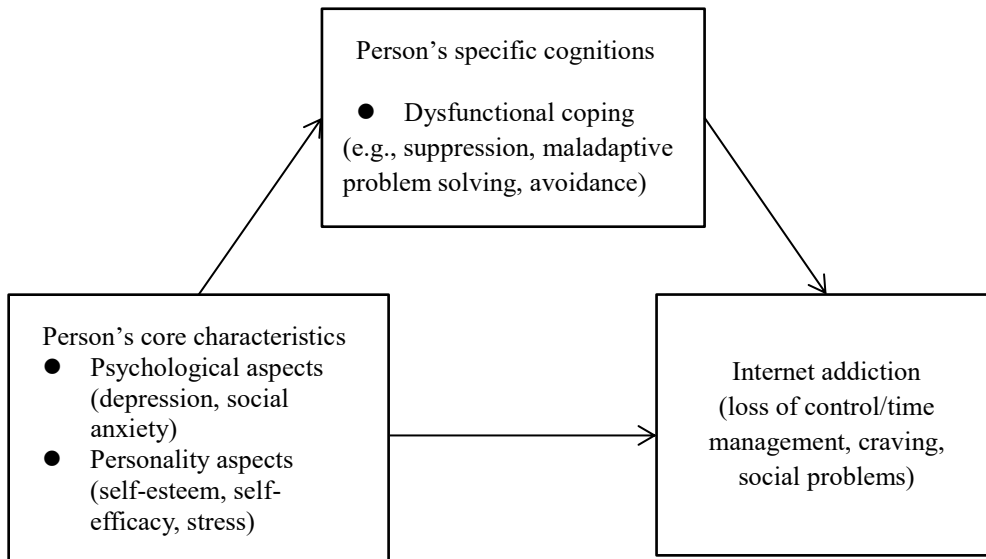 Person’s specific cognitions
● Dysfunctional coping
(e.g., suppression, maladaptive
problem solving, avoidance)
Person’s core characteristics
● Psychological aspects
(depression, social
anxiety)
● Personality aspects
(self-esteem, self-
efficacy, stress)
Internet addiction
(loss of control/time
management, craving,
social problems)